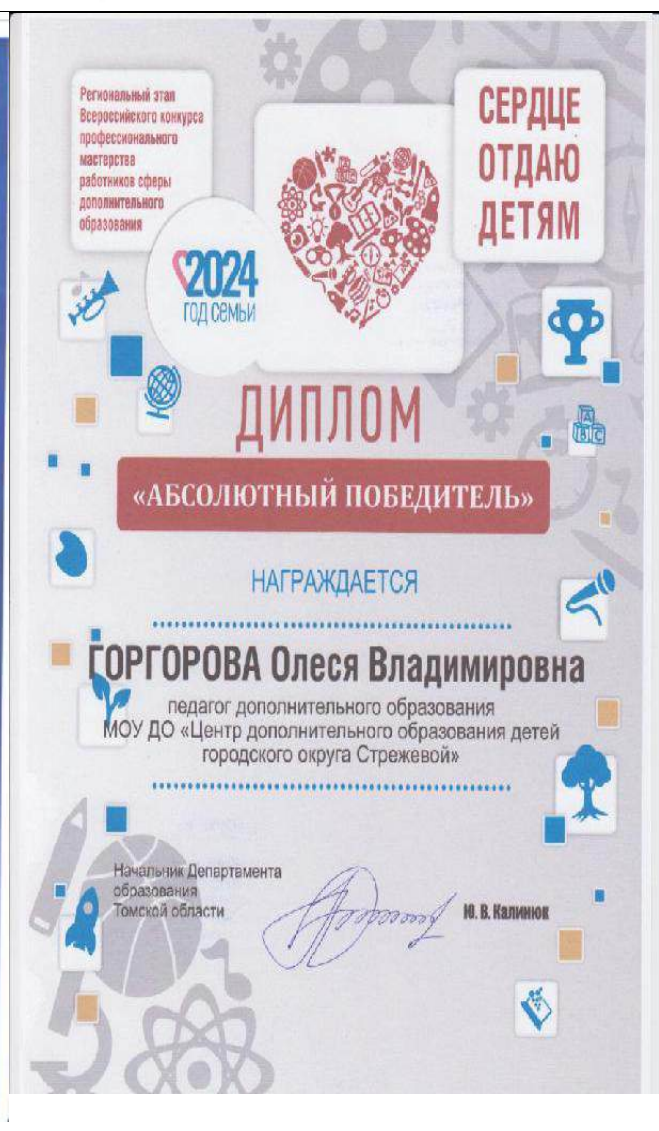 Региональный этап
Всероссийского конкурса
профессионального
мастерства
работников сферы
дополнительного
образования
СЕРДЦЕ
ОТДАЮ
ДЕТЯМ
2024
ГОД СЕМЬИ
ДИПЛОМ
«АБСОЛЮТНЫЙ ПОБЕДИТЕЛЬ»
A
B C
НАГРАЖДАЕТСЯ
ГОРГОРОВА Олеся Владимировна
педагог дополнительного образования
МОУ ДО «Центр дополнительного образования детей
городского округа Стрежевой»
Начальник Департамента
образования
Томской области
Ю. В. Калинюк